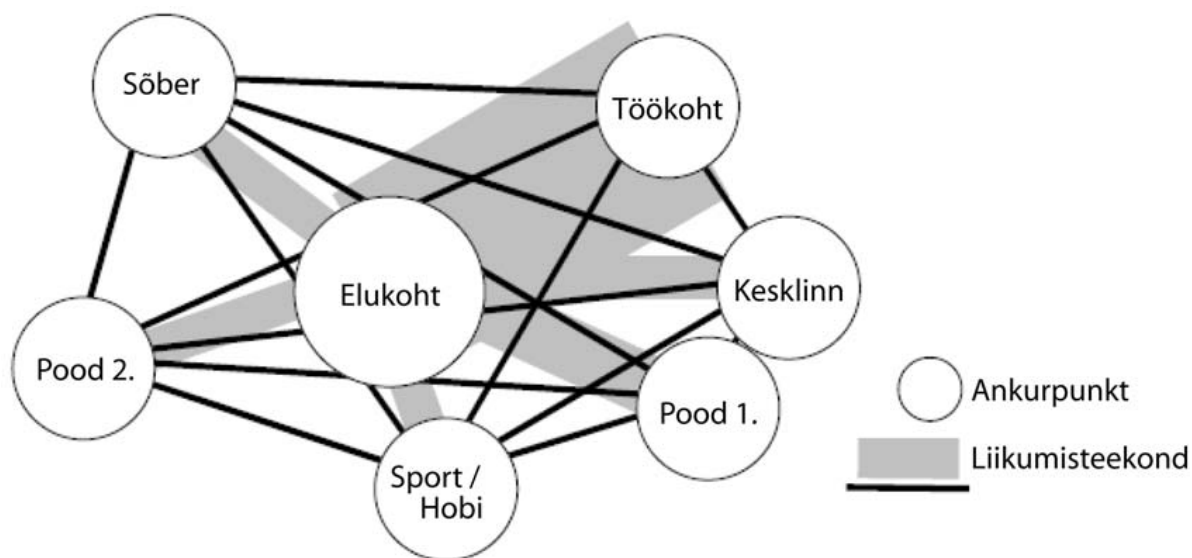 Sõber
Töökoht
Elukoht
Kesklinn
Pood 2.
Pood 1.
Sport /
Hobi
Ankurpunkt
Liikumisteekond